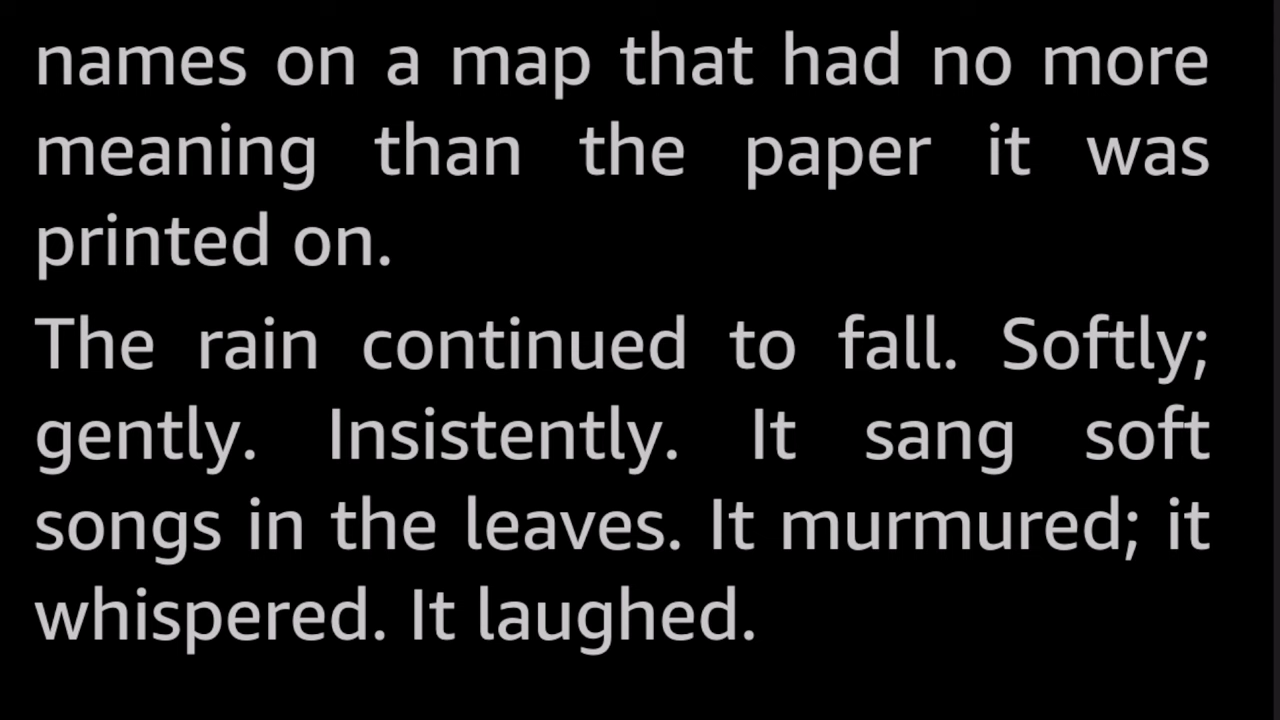 names on a map that had no more
meaning than the paper it was
printed on.
The rain continued to fall. Softly;
gently. Insistently. It sang soft
songs in the leaves. It murmured; it
whispered. It laughed.